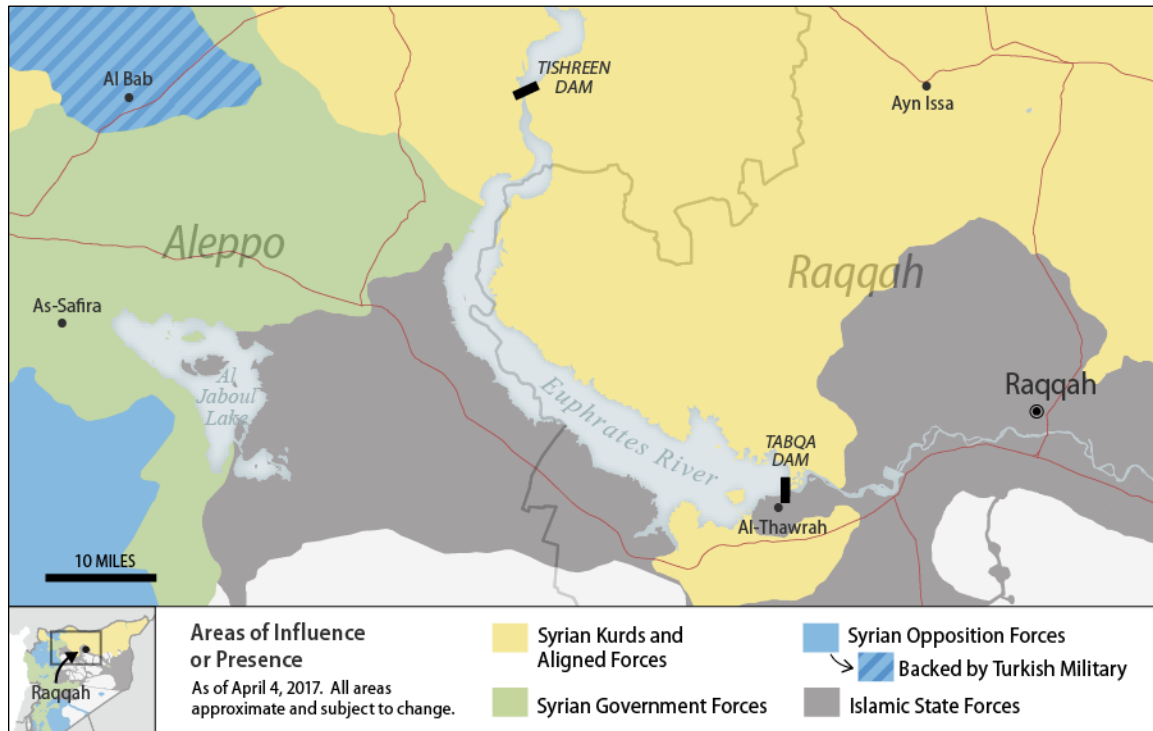 TISHREEN
DAM
Al Bab
Ayn Issa
Aleppo
Raqqah
As-Safira
Al
Jaboul
Lake
Raqqah
Euphrates River
TABQA
DAM
Al-Thawrah
10 MILES
Raqqah
Areas of Influence
or Presence
As of April 4, 2017. All areas
approximate and subject to change.
Syrian Kurds and
Aligned Forces
Syrian Government Forces
Syrian Opposition Forces
Backed by Turkish Military
Islamic State Forces